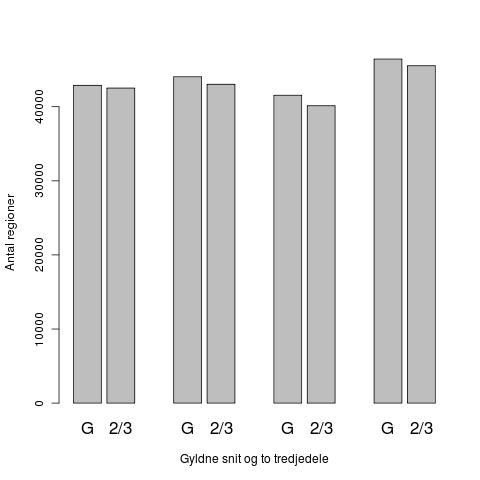 Antal regioner
40000
30000
20000
10000
0
G 2/3 G 2/3 G 2/3 G 2/3
Gyldne snit og to tredjedele